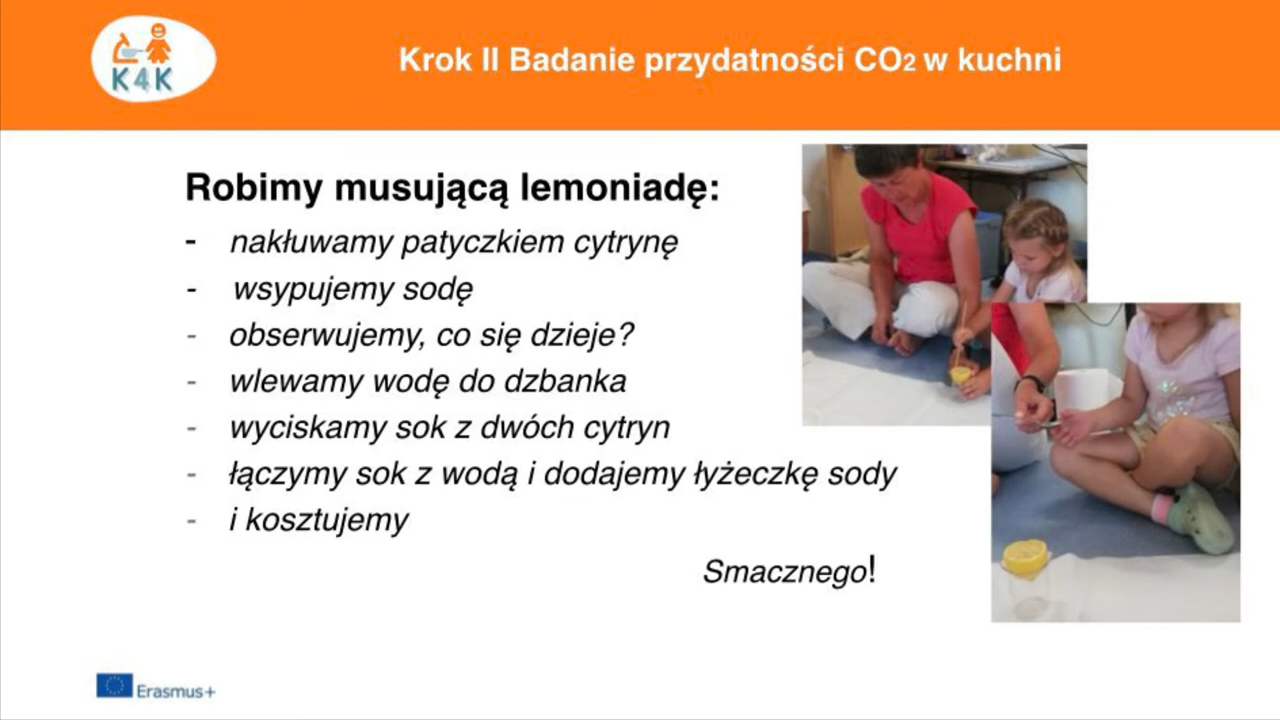 K4K
Krok II Badanie przydatności CO2 w kuchni
Robimy musującą lemoniadę:
- nakłuwamy patyczkiem cytrynę
- wsypujemy sodę
- obserwujemy, co się dzieje?
- wlewamy wodę do dzbanka
- wyciskamy sok z dwóch cytryn
- łączymy sok z wodą i dodajemy łyżeczkę sody
- i kosztujemy
Smacznego!
Erasmus+